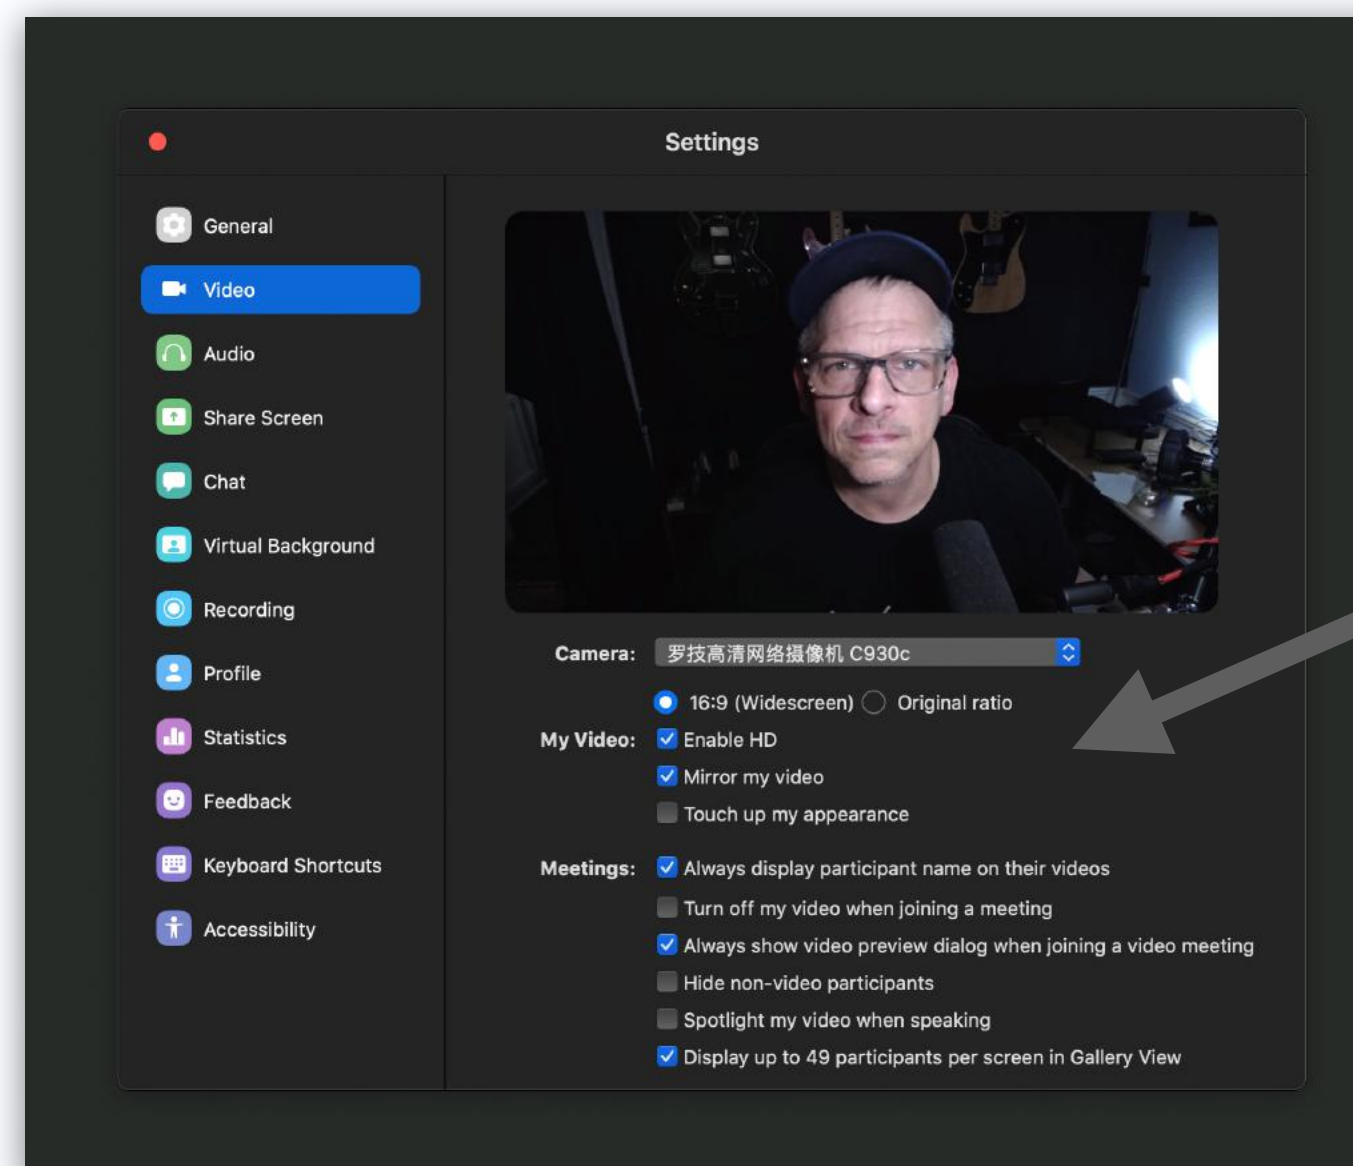 Settings
General
Video
Audio
Share Screen
Chat
Virtual Background
Recording
Profile
Statistics
Feedback
Keyboard Shortcuts
Accessibility
Camera: 罗技高清网络摄像机 C930c
16:9 (Widescreen) Original ratio
My Video: Enable HD
Mirror my video
Touch up my appearance
Meetings: Always display participant name on their videos
Turn off my video when joining a meeting
Always show video preview dialog when joining a video meeting
Hide non-video participants
Spotlight my video when speaking
Display up to 49 participants per screen in Gallery View